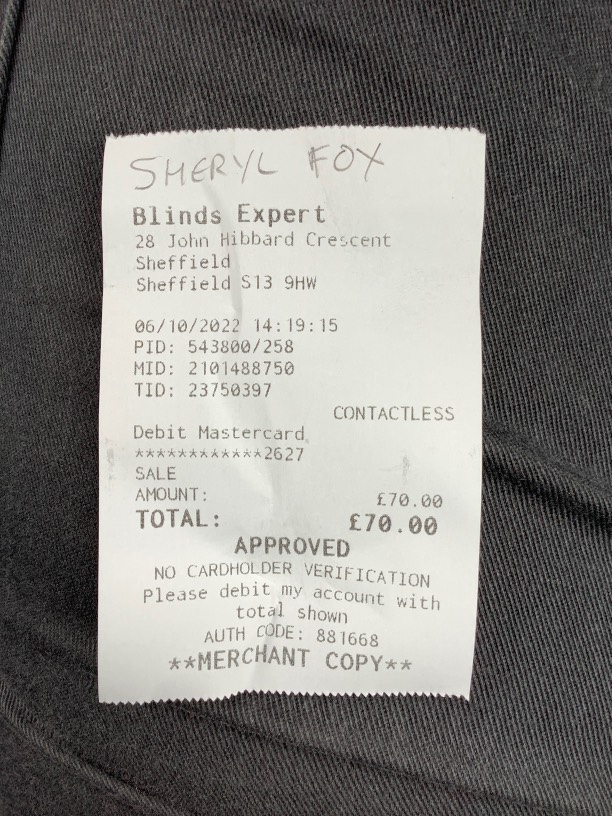 SHERYL FOX
Blinds Expert
28 John Hibbard Crescent
Sheffield
Sheffield S13 9HW
06/10/2022 14:19:15
PID: 543800/258
MID: 2101488750
TID: 23750397
CONTACTLESS
Debit Mastercard
************2627
SALE
AMOUNT: £70.00
TOTAL: £70.00
APPROVED
NO CARDHOLDER VERIFICATION
Please debit my account with
total shown
AUTH CODE: 881668
**MERCHANT COPY**